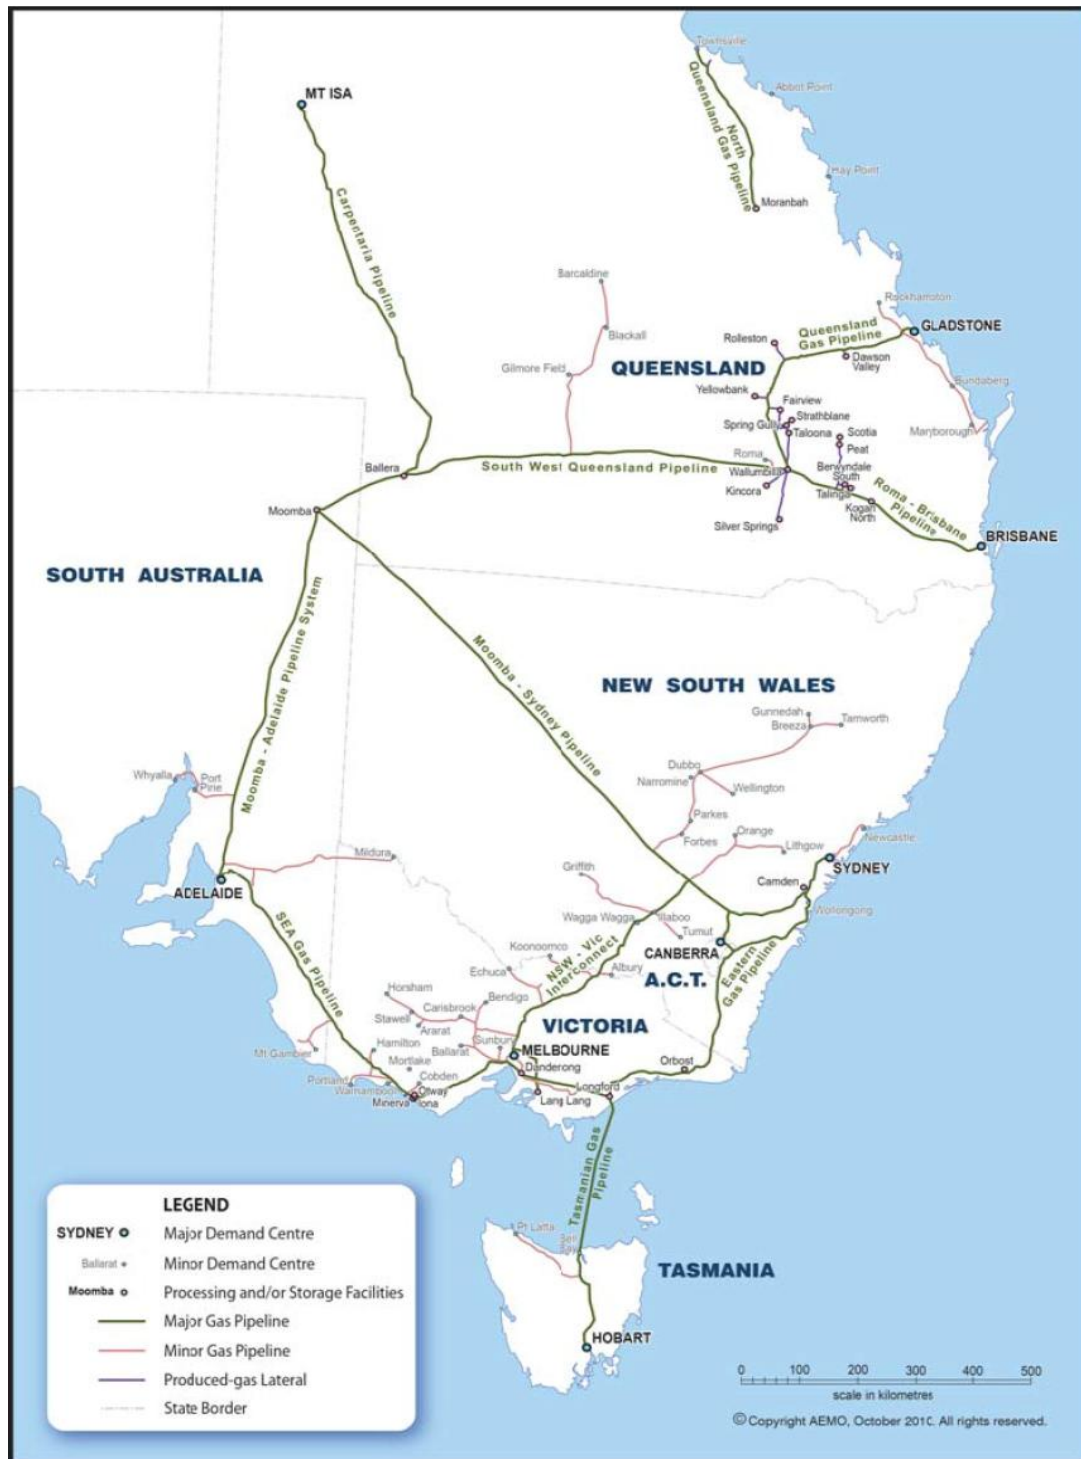 Townsville
Abbot Point
MT ISA
North
Queensland Gas Pipeline
Hay Point
Moranbah
Carpentaria Pipeline
Barcaldine
Rockhampton
Blackall
Queensland
Gas Pipeline
GLADSTONE
Rolleston
Dawson
Valley
Gilmore Field
QUEENSLAND
Bundaberg
Yellowbank
Fairview
Strathblane
Spring Gully
Taloona
Scotia
Peat
Maryborough
Roma
Ballera
South West Queensland Pipeline
Wallumbilla
Berwyndale
South
Kincora
Talinga
Roma - Brisbane
Pipeline
Kogan
North
Moomba
Silver Springs
BRISBANE
SOUTH AUSTRALIA
Moomba - Adelaide Pipeline System
Moomba - Sydney Pipeline
NEW SOUTH WALES
Gunnedah
Breeza
Tamworth
Dubbo
Narromine
Wellington
Whyalla
Port
Pirie
Parkes
Forbes
Orange
Lithgow
Newcastle
Mildura
SYDNEY
Griffith
Camden
ADELAIDE
Wollongong
Wagga Wagga
Illaboo
Tumut
CANBERRA
SEA Gas Pipeline
Koonoomco
NSW - Vic
Interconnect
Eastern
Gas Pipeline
Echuca
Albury
A.C.T.
Horsham
Bendigo
Carisbrook
Stawell
Ararat
VICTORIA
Sunbury
Hamilton
Ballarat
MELBOURNE
Mt Gambier
Mortlake
Orbost
Danderong
Portland
Cobden
Longford
Warnambool
Otway
Minerva
Iona
Lang Lang
Tasmanian Gas
Pipeline
Pt Latta
Bell
Bay
TASMANIA
HOBART
LEGEND
SYDNEY Major Demand Centre
Ballarat Minor Demand Centre
Moomba Processing and/or Storage Facilities
Major Gas Pipeline
Minor Gas Pipeline
Produced-gas Lateral
State Border
0 100 200 300 400 500
scale in kilometres
© Copyright AEMO, October 2010. All rights reserved.